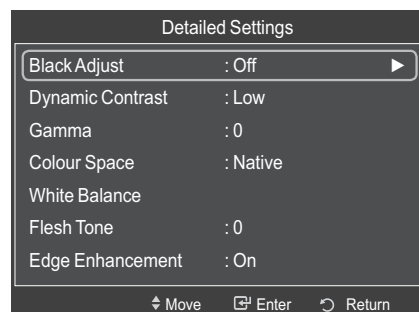 Detailed Settings
Black Adjust : Off
Dynamic Contrast : Low
Gamma : 0
Colour Space : Native
White Balance
Flesh Tone : 0
Edge Enhancement : On
Move Enter Return